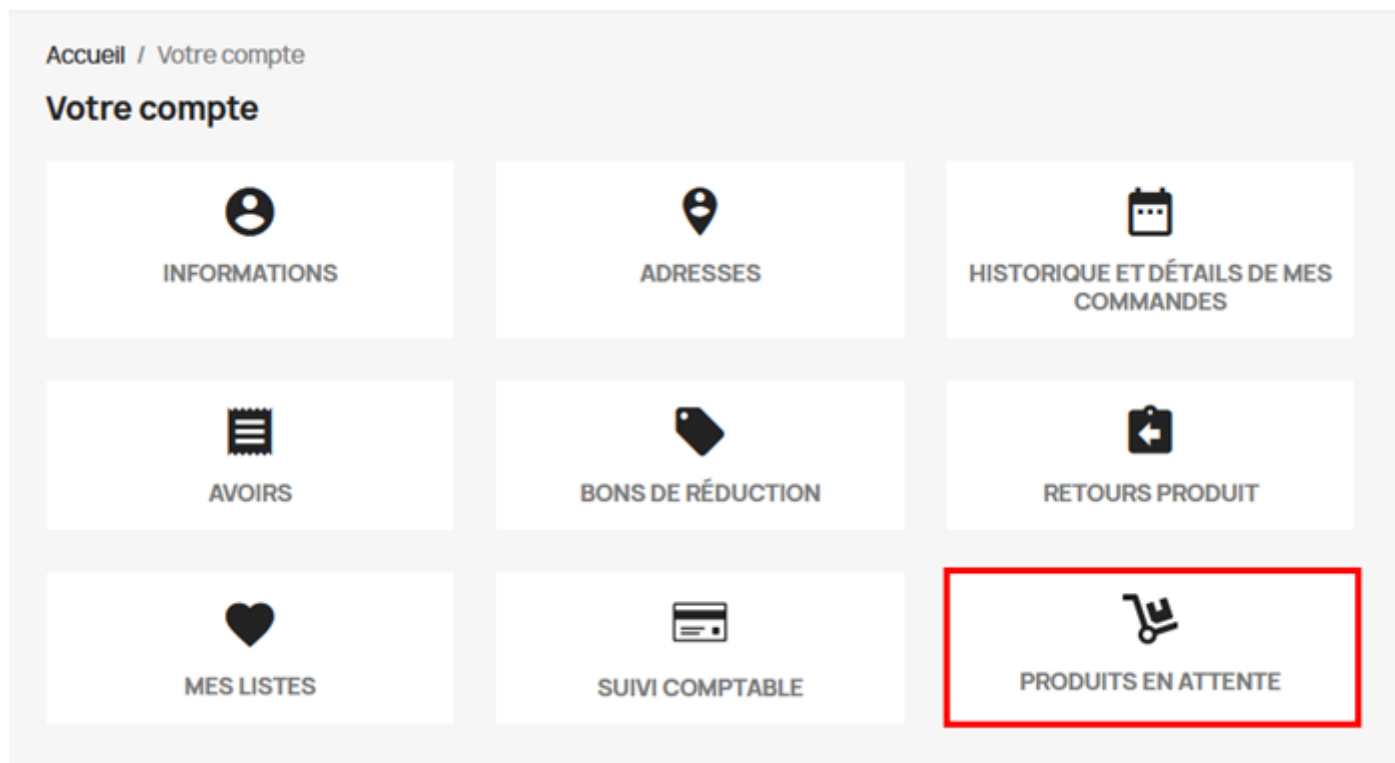 Accueil / Votre compte
Votre compte
INFORMATIONS
ADRESSES
HISTORIQUE ET DÉTAILS DE MES
COMMANDES
AVOIRS
BONS DE RÉDUCTION
RETOURS PRODUIT
MES LISTES
SUIVI COMPTABLE
PRODUITS EN ATTENTE